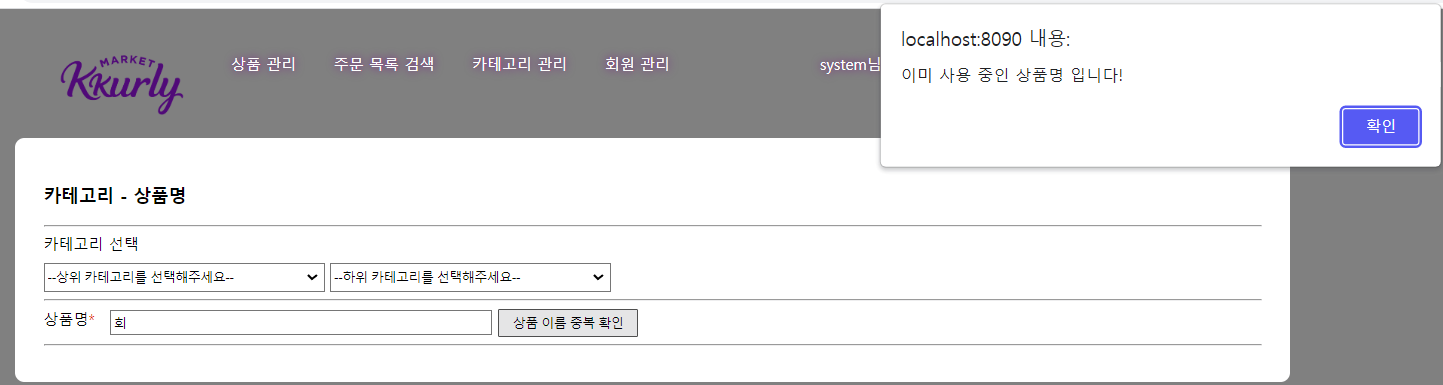 MARKET
Kkurly
상품 관리 주문 목록 검색 카테고리 관리 회원 관리 system님
localhost:8090 내용:
이미 사용 중인 상품명 입니다!
확인
카테고리 - 상품명
카테고리 선택
--상위 카테고리를 선택해주세요-- --하위 카테고리를 선택해주세요--
상품명* 회 상품 이름 중복 확인